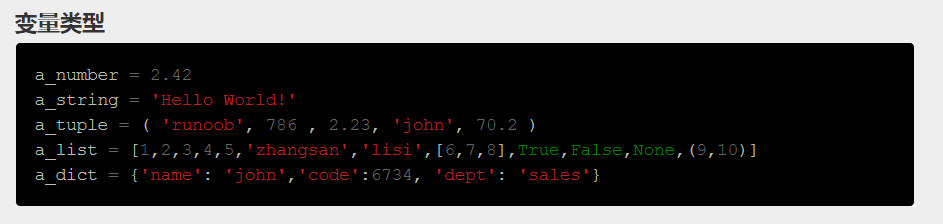 变量类型
a_number = 2.42
a_string = 'Hello World!'
a_tuple = ( 'runoob', 786 , 2.23, 'john', 70.2 )
a_list = [1,2,3,4,5,'zhangsan','lisi',[6,7,8],True,False,None,(9,10)]
a_dict = {'name': 'john','code':6734, 'dept': 'sales'}